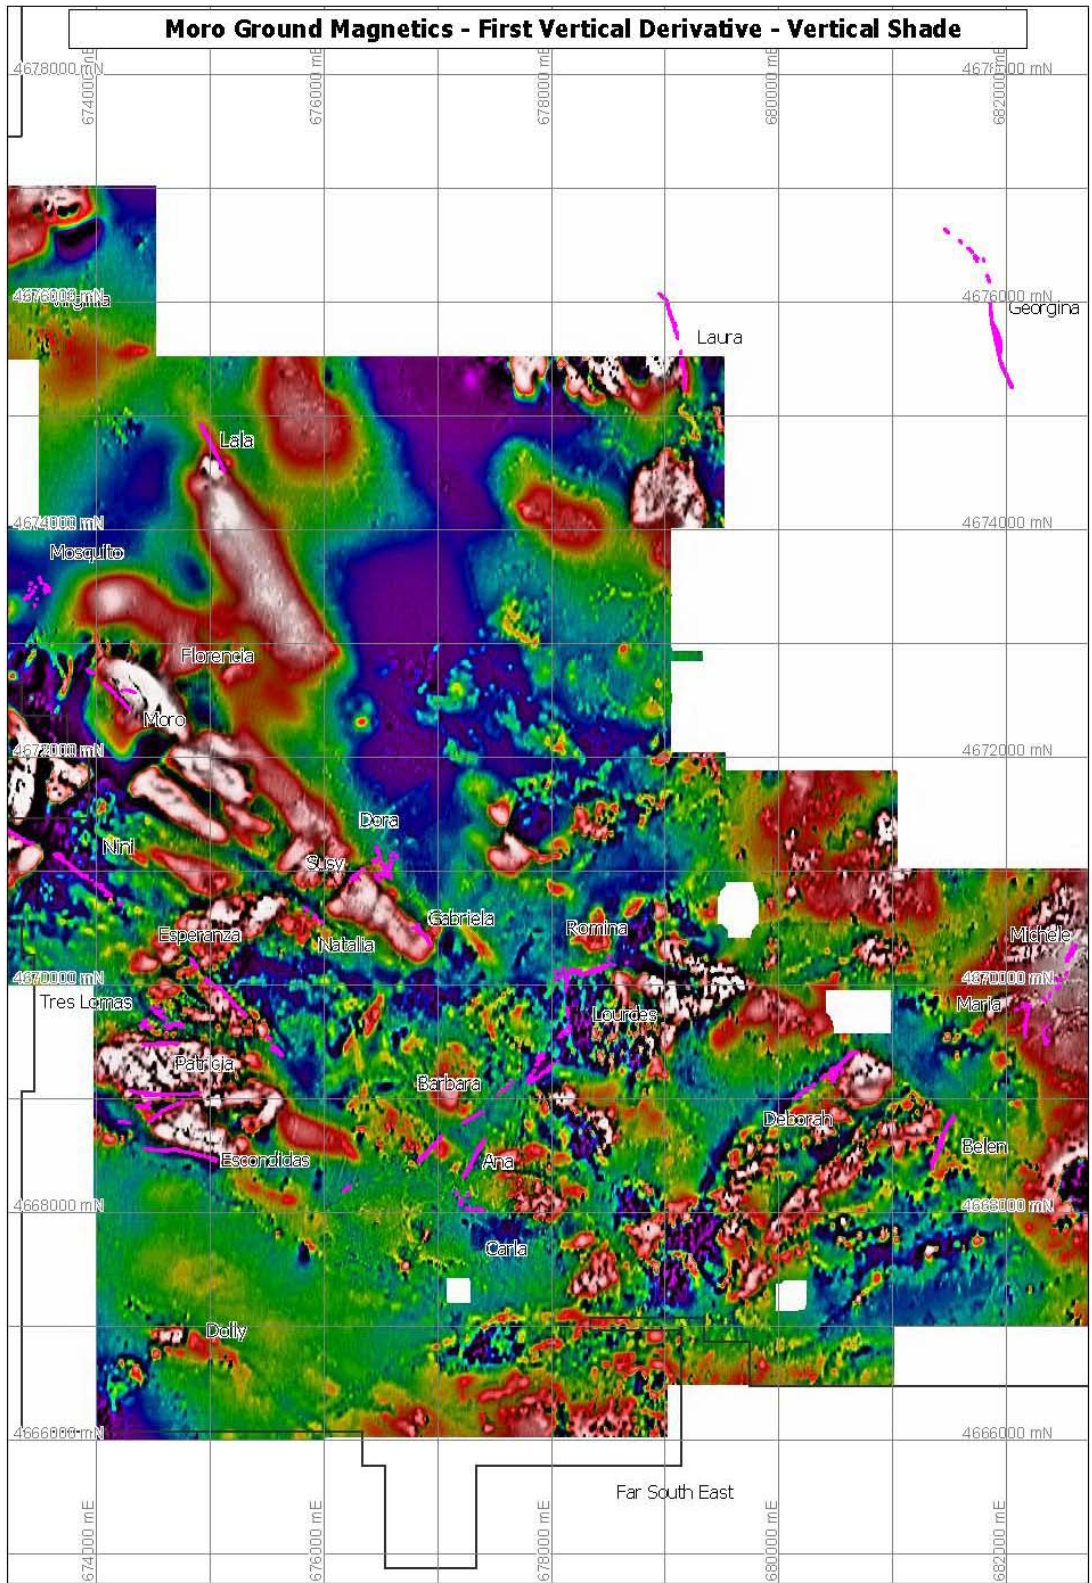 Moro Ground Magnetics - First Vertical Derivative - Vertical Shade
4678000 mN
674000 mE
676000 mE
678000 mE
680000 mE
4678000 mN
682000 mE
4676000 mN
Virginia
4676000 mN
Georgina
Laura
Lala
4674000 mN
4674000 mN
Mosquito
Florencia
Moro
4672000 mN
4672000 mN
Dora
Nini
Susy
Gabriela
Romina
Esperanza
Natalia
Michele
4670000 mN
4670000 mN
Tres Lomas
Maria
Lourdes
Patricia
Barbara
Deborah
Belen
Escondidas
Ana
4668000 mN
4668000 mN
Carla
Dolly
4666000 mN
4666000 mN
Far South East
674000 mE
676000 mE
678000 mE
680000 mE
682000 mE